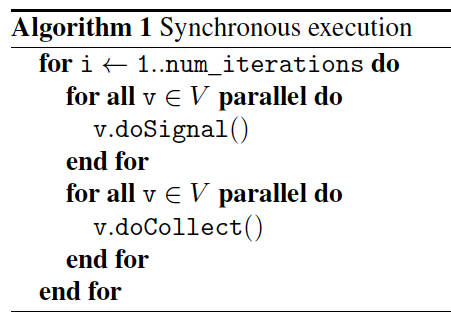 Algorithm 1 Synchronous execution
for i ← 1..num_iterations do
for all v ∈ V parallel do
v.doSignal()
end for
for all v ∈ V parallel do
v.doCollect()
end for
end for